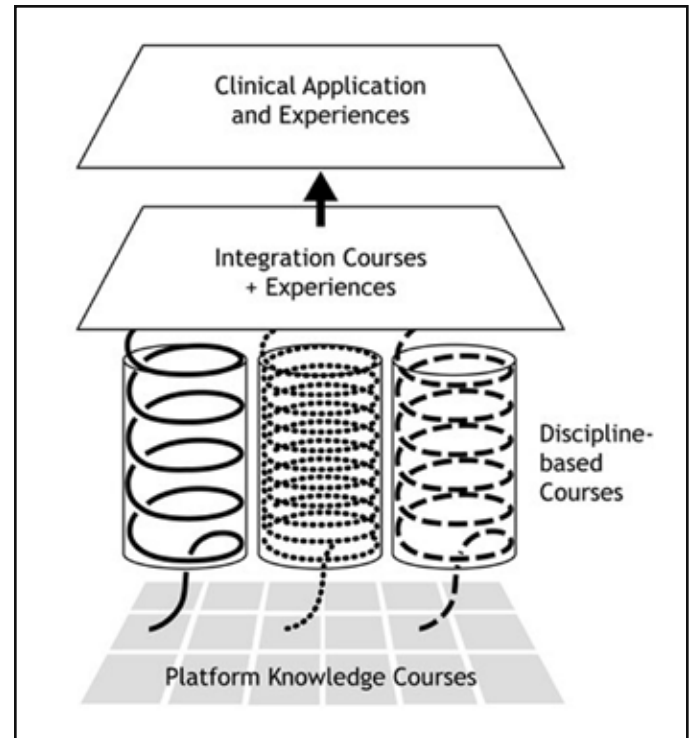 Clinical Application
and Experiences
Integration Courses
+ Experiences
Discipline-
based
Courses
Platform Knowledge Courses